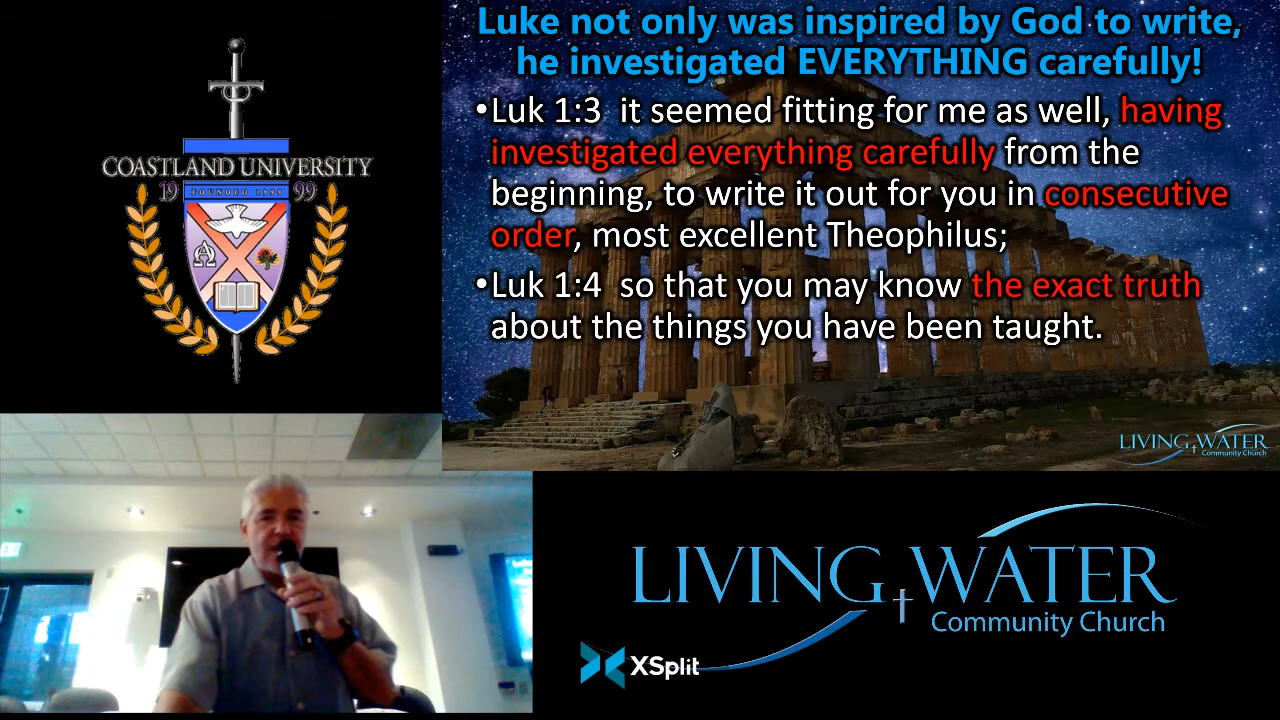 Luke not only was inspired by God to write,
he investigated EVERYTHING carefully!
•Luk 1:3 it seemed fitting for me as well, having
investigated everything carefully from the
beginning, to write it out for you in consecutive
order, most excellent Theophilus;
•Luk 1:4 so that you may know the exact truth
about the things you have been taught.
LIVING WATER
Community Church
COASTLAND UNIVERSITY
19 99
FOUNDED 1999
ΑΩ
LIVING WATER
Community Church
XSplit